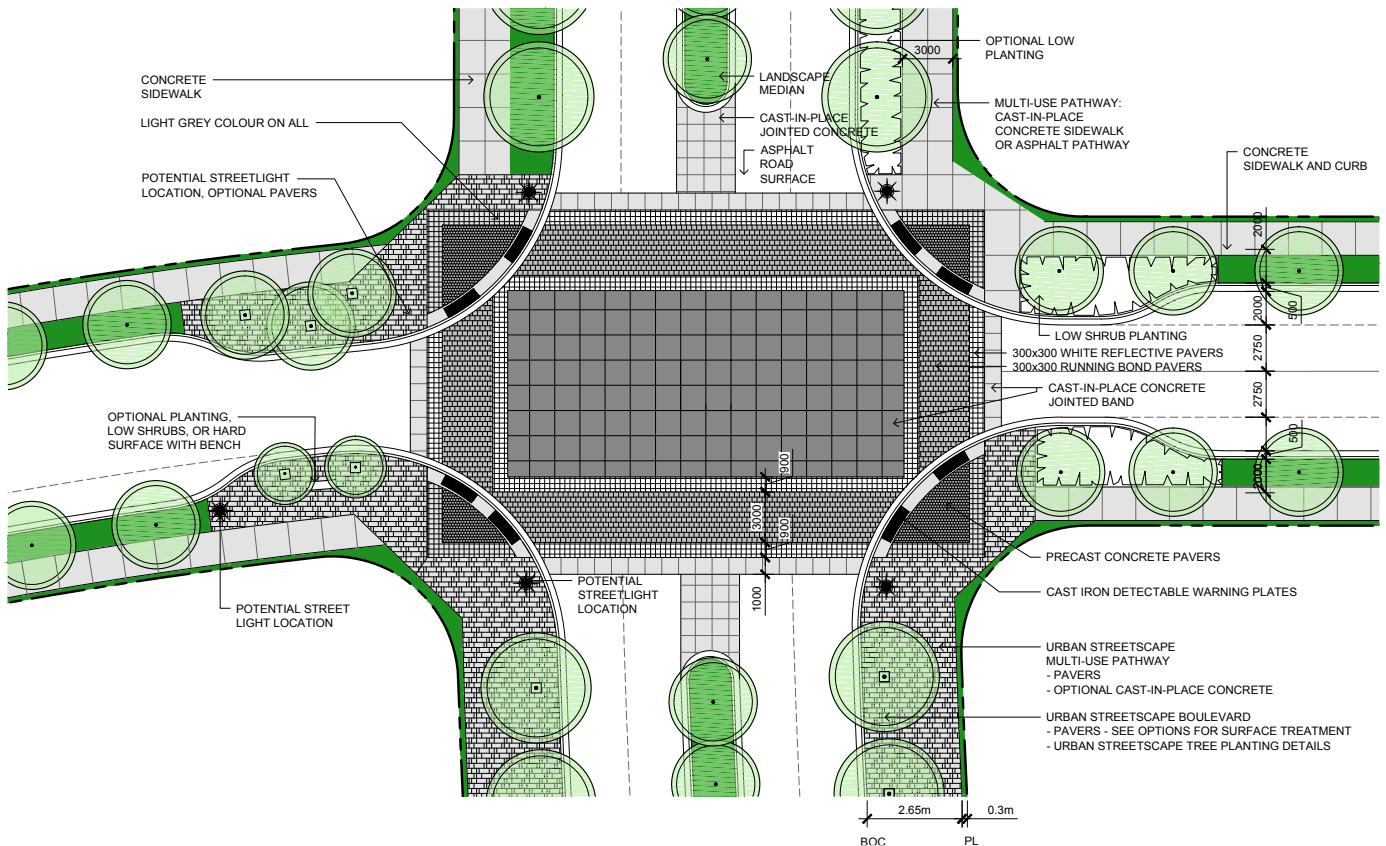 OPTIONAL LOW
PLANTING
3000
CONCRETE
SIDEWALK
LANDSCAPE
MEDIAN
MULTI-USE PATHWAY:
CAST-IN-PLACE
CONCRETE SIDEWALK
OR ASPHALT PATHWAY
LIGHT GREY COLOUR ON ALL
CAST-IN-PLACE
JOINTED CONCRETE
ASPHALT
ROAD
SURFACE
CONCRETE
SIDEWALK AND CURB
POTENTIAL STREETLIGHT
LOCATION, OPTIONAL PAVERS
2000
2000
500
LOW SHRUB PLANTING
300x300 WHITE REFLECTIVE PAVERS
300x300 RUNNING BOND PAVERS
2750
CAST-IN-PLACE CONCRETE
JOINTED BAND
2750
OPTIONAL PLANTING,
LOW SHRUBS, OR HARD
SURFACE WITH BENCH
500
2000
900
3000
900
1000
PRECAST CONCRETE PAVERS
POTENTIAL
STREETLIGHT
LOCATION
CAST IRON DETECTABLE WARNING PLATES
POTENTIAL STREET
LIGHT LOCATION
URBAN STREETSCAPE
MULTI-USE PATHWAY
- PAVERS
- OPTIONAL CAST-IN-PLACE CONCRETE
URBAN STREETSCAPE BOULEVARD
- PAVERS - SEE OPTIONS FOR SURFACE TREATMENT
- URBAN STREETSCAPE TREE PLANTING DETAILS
2.65m
0.3m
BOC
PL